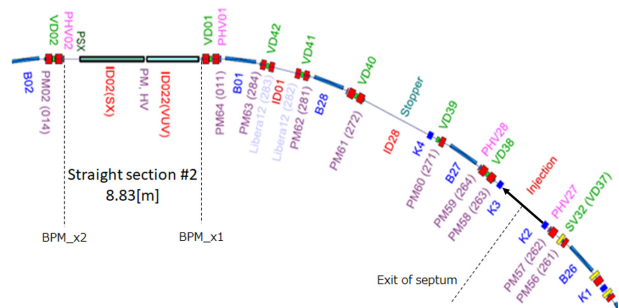 VD02
PHV02
PSX
VD01
PHV01
VD42
VD41
VD40
Stopper
VD39
PHV28
VD38
Injection
PHV27
SV32 (VD37)
B02
PM02 (014)
ID02(SX)
PM, HV
ID022(VUV)
PM64 (011)
B01
PM63 (284)
Libera12 (283)
ID01
Libera12 (282)
PM62 (281)
B28
PM61 (272)
ID28
K4
PM60 (271)
B27
PM59 (264)
PM58 (263)
K3
K2
PM57 (262)
PM56 (261)
B26
K1
Straight section #2
8.83[m]
BPM_x2
BPM_x1
Exit of septum